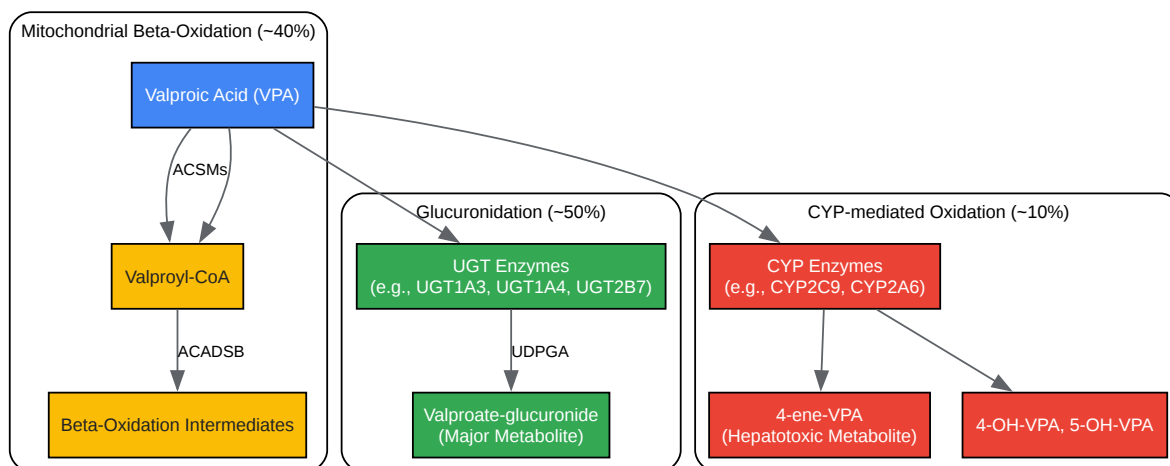 Mitochondrial Beta-Oxidation (~40%)
Valproic Acid (VPA)
ACSMs
Glucuronidation (~50%)
CYP-mediated Oxidation (~10%)
Valproyl-CoA
UGT Enzymes
(e.g., UGT1A3, UGT1A4, UGT2B7)
CYP Enzymes
(e.g., CYP2C9, CYP2A6)
ACADSB
UDPGA
Beta-Oxidation Intermediates
Valproate-glucuronide
(Major Metabolite)
4-ene-VPA
(Hepatotoxic Metabolite)
4-OH-VPA, 5-OH-VPA